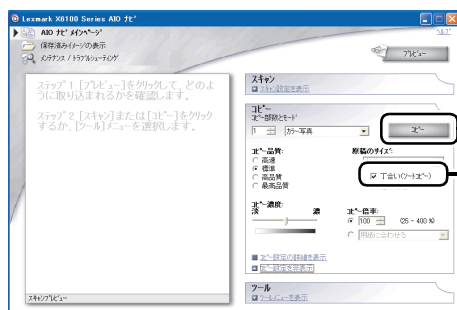 Lexmark X6100 Series AIO ナビ
AIO ナビ メインページ
ヘルプ
保存済みイメージの表示
メンテナンス / トラブルシューティング
プレビュー
ステップ 1 [プレビュー]をクリックして、どのように取り込まれるかを確認します。
ステップ 2 [スキャン]または[コピー]をクリックするか、[ツール]メニューを選択します。
スキャン/プレビュー
スキャン
スキャン設定を表示
コピー
コピー部数とモード
1
カラー写真
コピー
コピー品質:
高速
標準
高品質
最高品質
原稿のサイズ:
丁合い(ソートコピー)
コピー濃度:
淡 濃
コピー倍率:
100 (25 - 400 %)
用紙に合わせる
コピー設定の詳細を表示
コピー設定を非表示
ツール
ツールメニューを表示